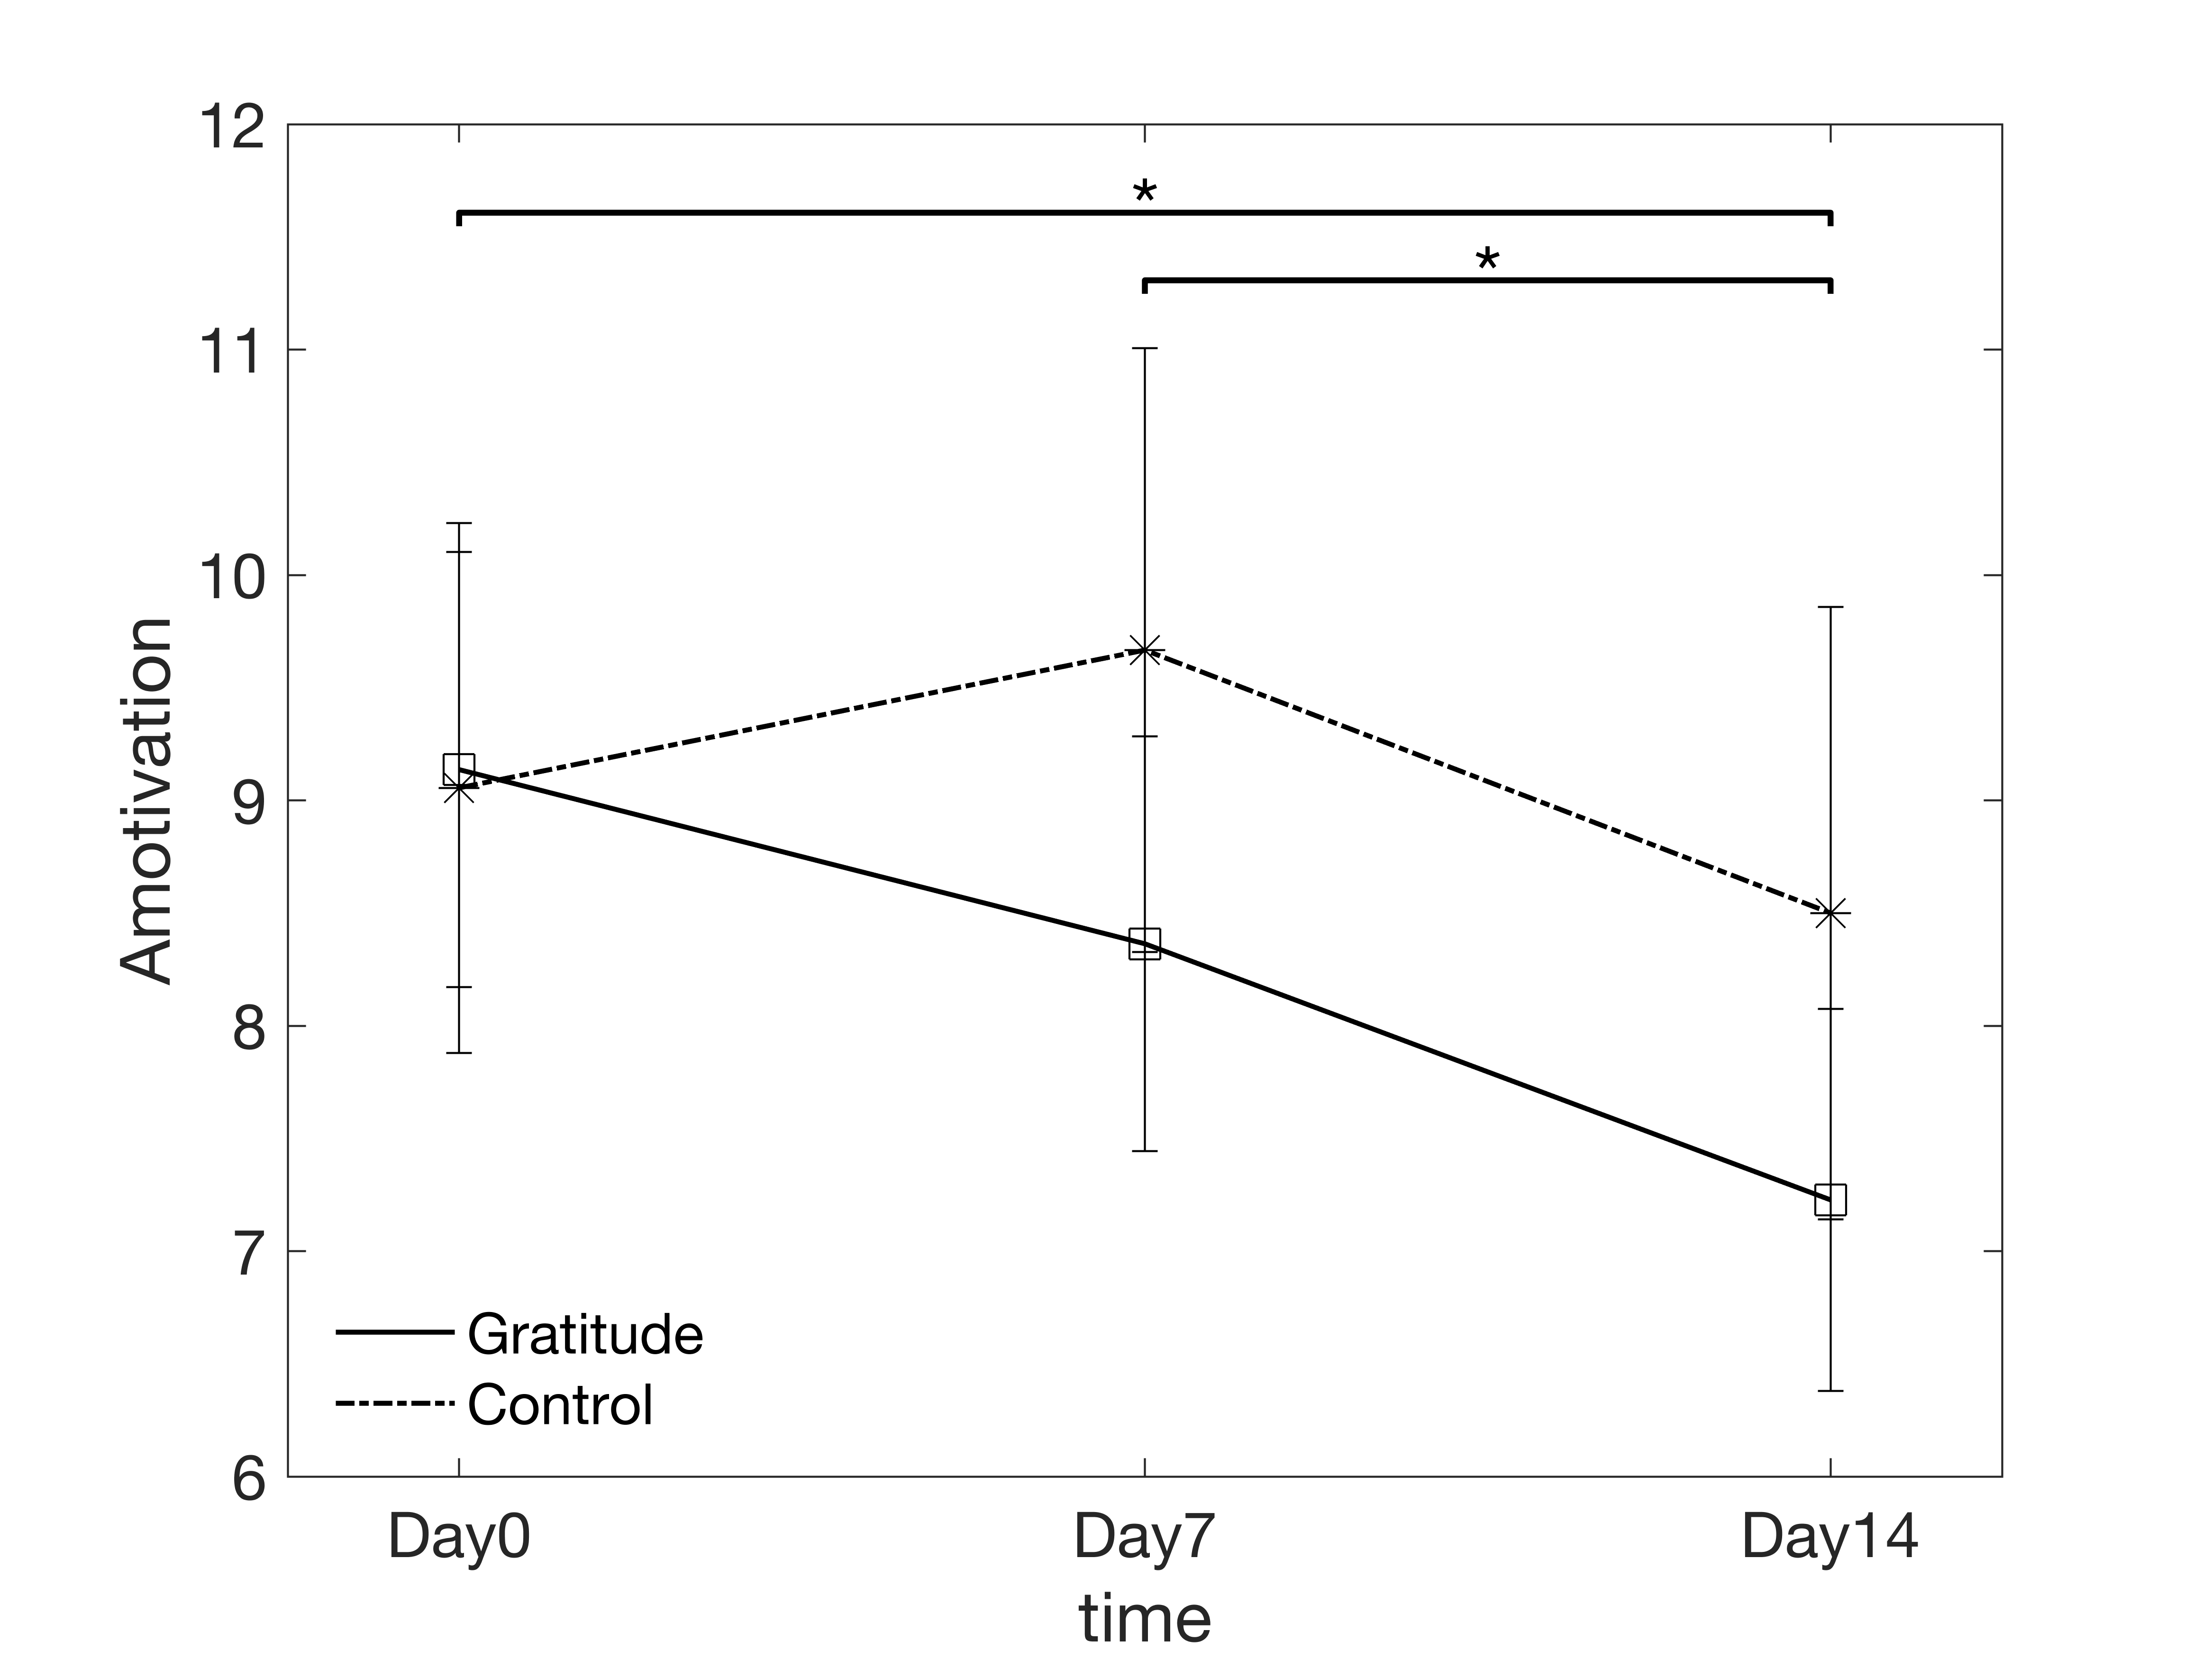 12
*
*
11
10
9
8
7
6
Amotivation
Gratitude
Control
Day0 Day7 Day14
time